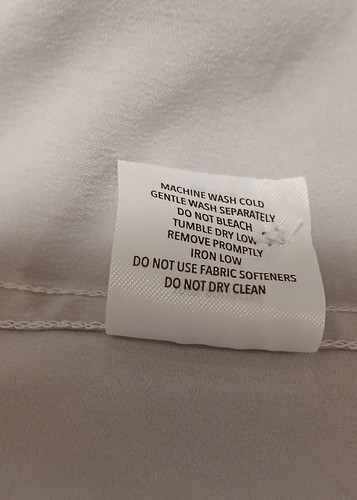 MACHINE WASH COLD
GENTLE WASH SEPARATELY
DO NOT BLEACH
TUMBLE DRY LOW
REMOVE PROMPTLY
IRON LOW
DO NOT USE FABRIC SOFTENERS
DO NOT DRY CLEAN